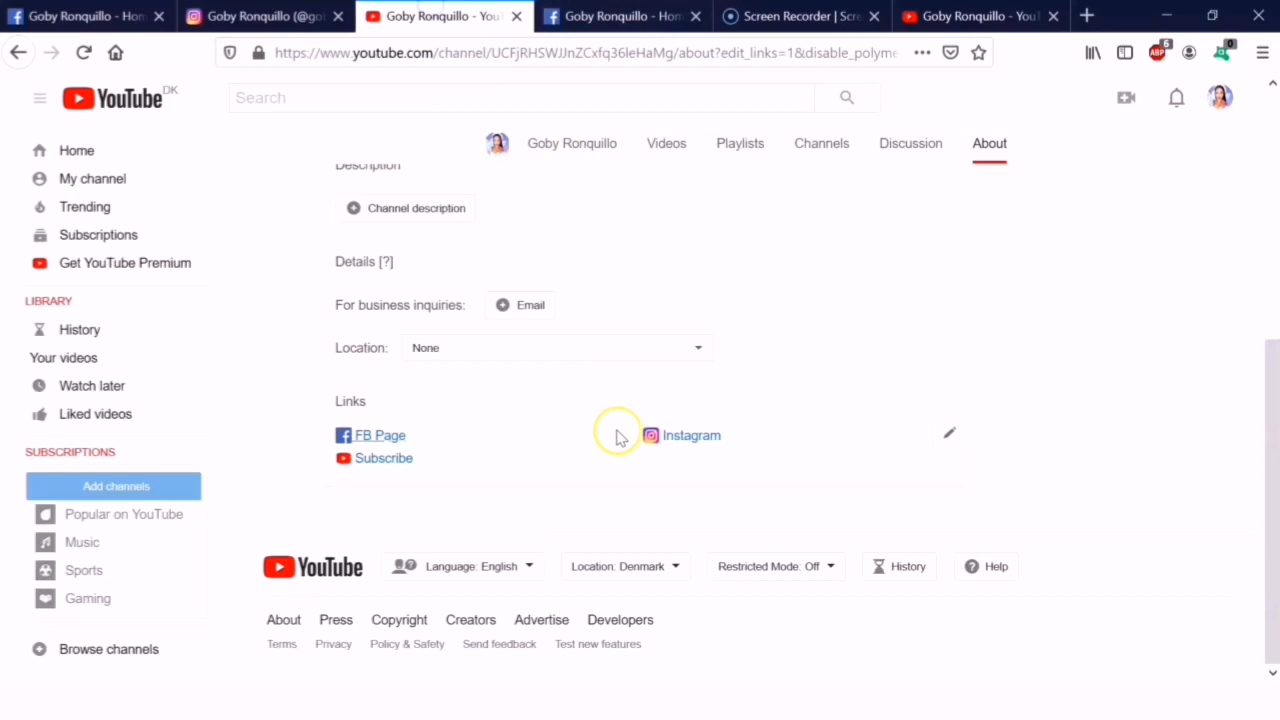 Goby Ronquillo - Hom
Goby Ronquillo (@gol
Goby Ronquillo - You
Goby Ronquillo - Hom
Screen Recorder | Scre
Goby Ronquillo - YouT
https://www.youtube.com/channel/UCFjRHSWJJnZCxfq36leHaMg/about?edit_links=1&disable_polyme
ABP
6
0
YouTube DK
Search
Goby Ronquillo Videos Playlists Channels Discussion About
Home
My channel
Trending
Subscriptions
Get YouTube Premium
LIBRARY
History
Your videos
Watch later
Liked videos
SUBSCRIPTIONS
Add channels
Popular on YouTube
Music
Sports
Gaming
Browse channels
Description
Channel description
Details [?]
For business inquiries: Email
Location: None
Links
FB Page Instagram
Subscribe
YouTube Language: English Location: Denmark Restricted Mode: Off History Help
About Press Copyright Creators Advertise Developers
Terms Privacy Policy & Safety Send feedback Test new features